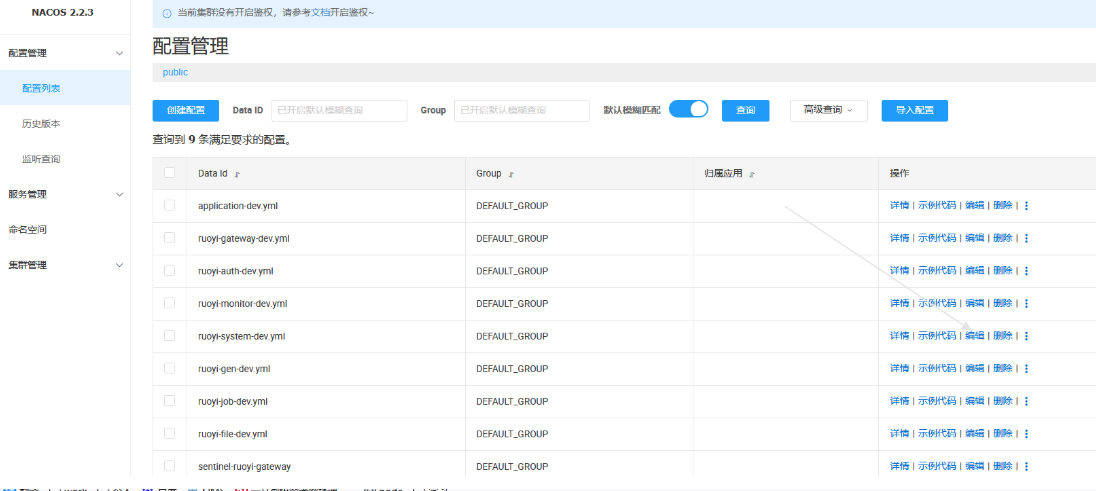 NACOS 2.2.3
配置管理
配置列表
历史版本
监听查询
服务管理
命名空间
集群管理
当前集群没有开启鉴权，请参考文档开启鉴权~
配置管理
public
创建配置 Data ID 已开启默认模糊查询 Group 已开启默认模糊查询 默认模糊匹配 查询 高级查询 导入配置
查询到 9 条满足要求的配置。
Data Id Group 归属应用 操作
application-dev.yml DEFAULT_GROUP 详情 | 示例代码 | 编辑 | 删除 |
ruoyi-gateway-dev.yml DEFAULT_GROUP 详情 | 示例代码 | 编辑 | 删除 |
ruoyi-auth-dev.yml DEFAULT_GROUP 详情 | 示例代码 | 编辑 | 删除 |
ruoyi-monitor-dev.yml DEFAULT_GROUP 详情 | 示例代码 | 编辑 | 删除 |
ruoyi-system-dev.yml DEFAULT_GROUP 详情 | 示例代码 | 编辑 | 删除 |
ruoyi-gen-dev.yml DEFAULT_GROUP 详情 | 示例代码 | 编辑 | 删除 |
ruoyi-job-dev.yml DEFAULT_GROUP 详情 | 示例代码 | 编辑 | 删除 |
ruoyi-file-dev.yml DEFAULT_GROUP 详情 | 示例代码 | 编辑 | 删除 |
sentinel-ruoyi-gateway DEFAULT_GROUP 详情 | 示例代码 | 编辑 | 删除 |